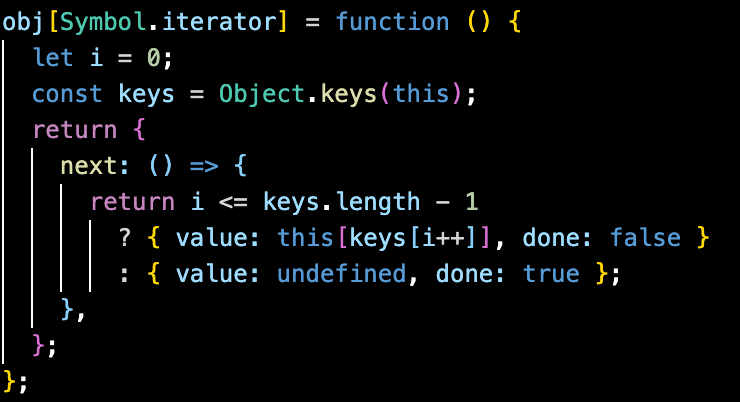 obj[Symbol.iterator] = function () {
  let i = 0;
  const keys = Object.keys(this);
  return {
    next: () => {
      return i <= keys.length - 1
        ? { value: this[keys[i++]], done: false }
        : { value: undefined, done: true };
    },
  };
};